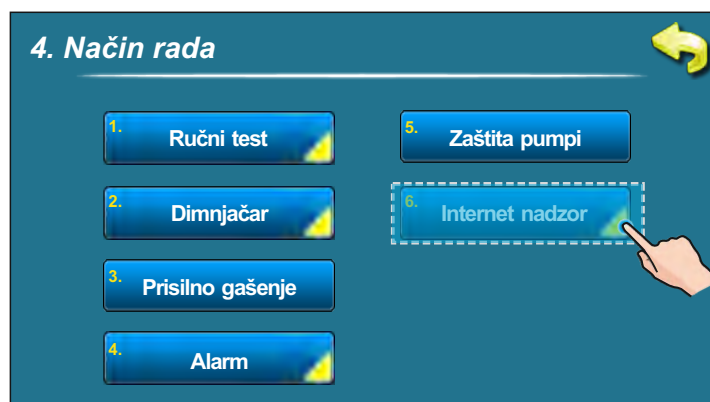 4. Način rada
1. Ručni test
2. Dimnjačar
3. Prisilno gašenje
4. Alarm
5. Zaštita pumpi
6. Internet nadzor